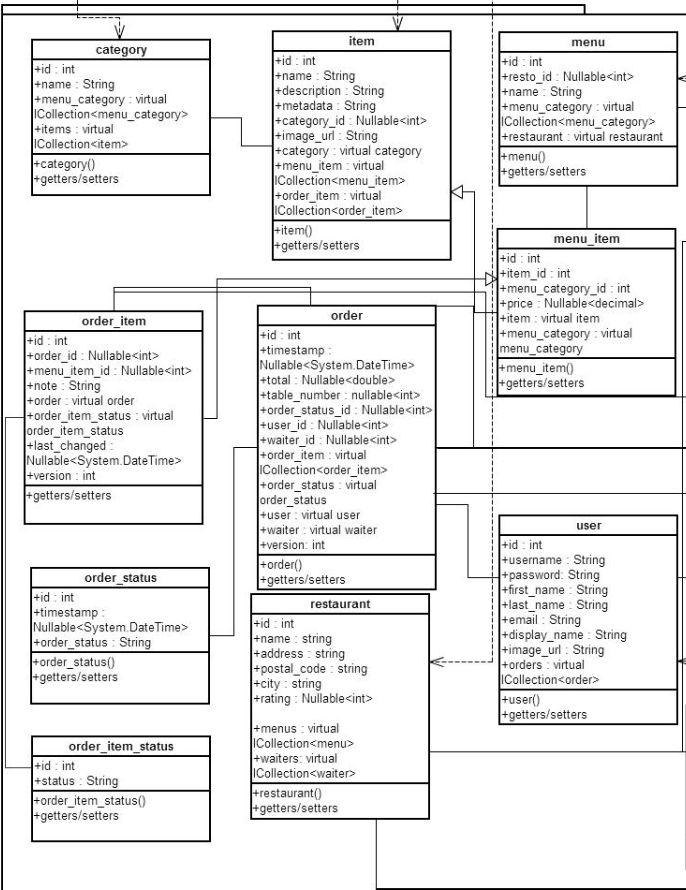 category
+id : int
+name : String
+menu_category : virtual
ICollection<menu_category>
+items : virtual
ICollection<item>
+category()
+getters/setters
item
+id : int
+name : String
+description : String
+metadata : String
+category_id : Nullable<int>
+image_url : String
+category : virtual category
+menu_item : virtual
ICollection<menu_item>
+order_item : virtual
ICollection<order_item>
+item()
+getters/setters
menu
+id : int
+resto_id : Nullable<int>
+name : String
+menu_category : virtual
ICollection<menu_category>
+restaurant : virtual restaurant
+menu()
+getters/setters
menu_item
+id : int
+item_id : int
+menu_category_id : int
+price : Nullable<decimal>
+item : virtual item
+menu_category : virtual
menu_category
+menu_item()
+getters/setters
order_item
+id : int
+order_id : Nullable<int>
+menu_item_id : Nullable<int>
+note : String
+order : virtual order
+order_item_status : virtual
order_item_status
+last_changed :
Nullable<System.DateTime>
+version : int
+getters/setters
order
+id : int
+timestamp :
Nullable<System.DateTime>
+total : Nullable<double>
+table_number : nullable<int>
+order_status_id : Nullable<int>
+user_id : Nullable<int>
+waiter_id : Nullable<int>
+order_item : virtual
ICollection<order_item>
+order_status : virtual
order_status
+user : virtual user
+waiter : virtual waiter
+version: int
+order()
+getters/setters
user
+id : int
+username : String
+password: String
+first_name : String
+last_name : String
+email : String
+display_name : String
+image_url : String
+orders : virtual
ICollection<order>
+user()
+getters/setters
order_status
+id : int
+timestamp :
Nullable<System.DateTime>
+order_status : String
+order_status()
+getters/setters
restaurant
+id : int
+name : string
+address : string
+postal_code : string
+city : string
+rating : Nullable<int>
+menus : virtual
ICollection<menu>
+waiters: virtual
ICollection<waiter>
+restaurant()
+getters/setters
order_item_status
+id : int
+status : String
+order_item_status()
+getters/setters